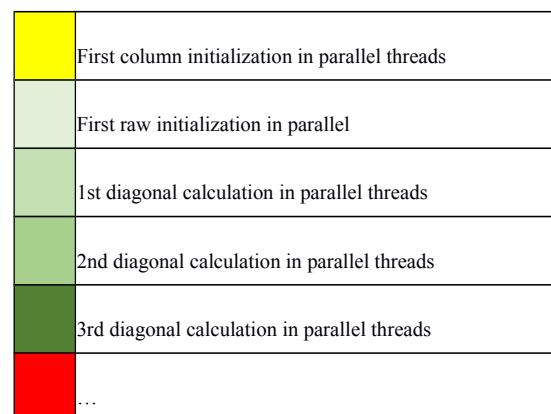 First column initialization in parallel threads
First raw initialization in parallel
1st diagonal calculation in parallel threads
2nd diagonal calculation in parallel threads
3rd diagonal calculation in parallel threads
…